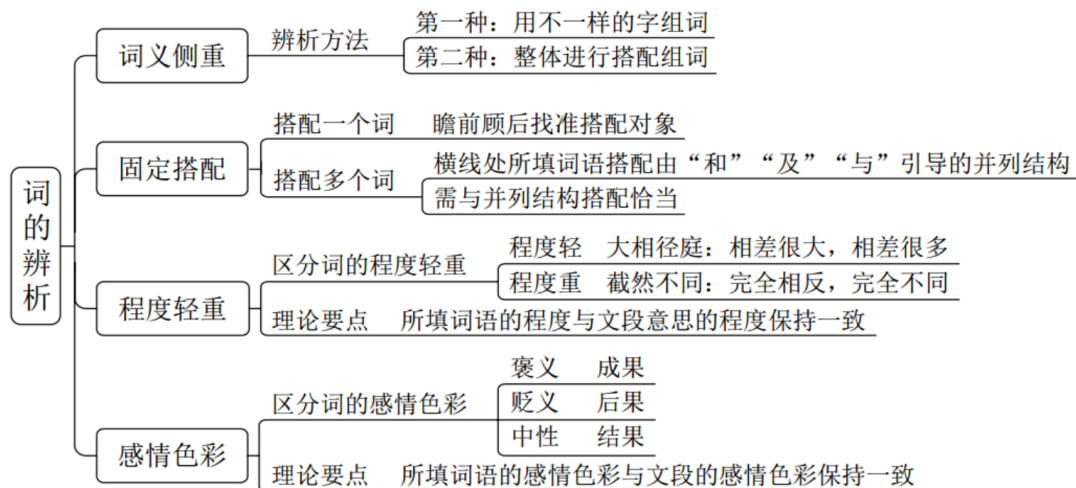 词的辨析
词义侧重
辨析方法
第一种：用不一样的字组词
第二种：整体进行搭配组词
固定搭配
搭配一个词 瞻前顾后找准搭配对象
搭配多个词
横线处所填词语搭配由“和”“及”“与”引导的并列结构
需与并列结构搭配恰当
程度轻重
区分词的程度轻重
程度轻 大相径庭：相差很大，相差很多
程度重 截然不同：完全相反，完全不同
理论要点 所填词语的程度与文段意思的程度保持一致
感情色彩
区分词的感情色彩
褒义 成果
贬义 后果
中性 结果
理论要点 所填词语的感情色彩与文段的感情色彩保持一致